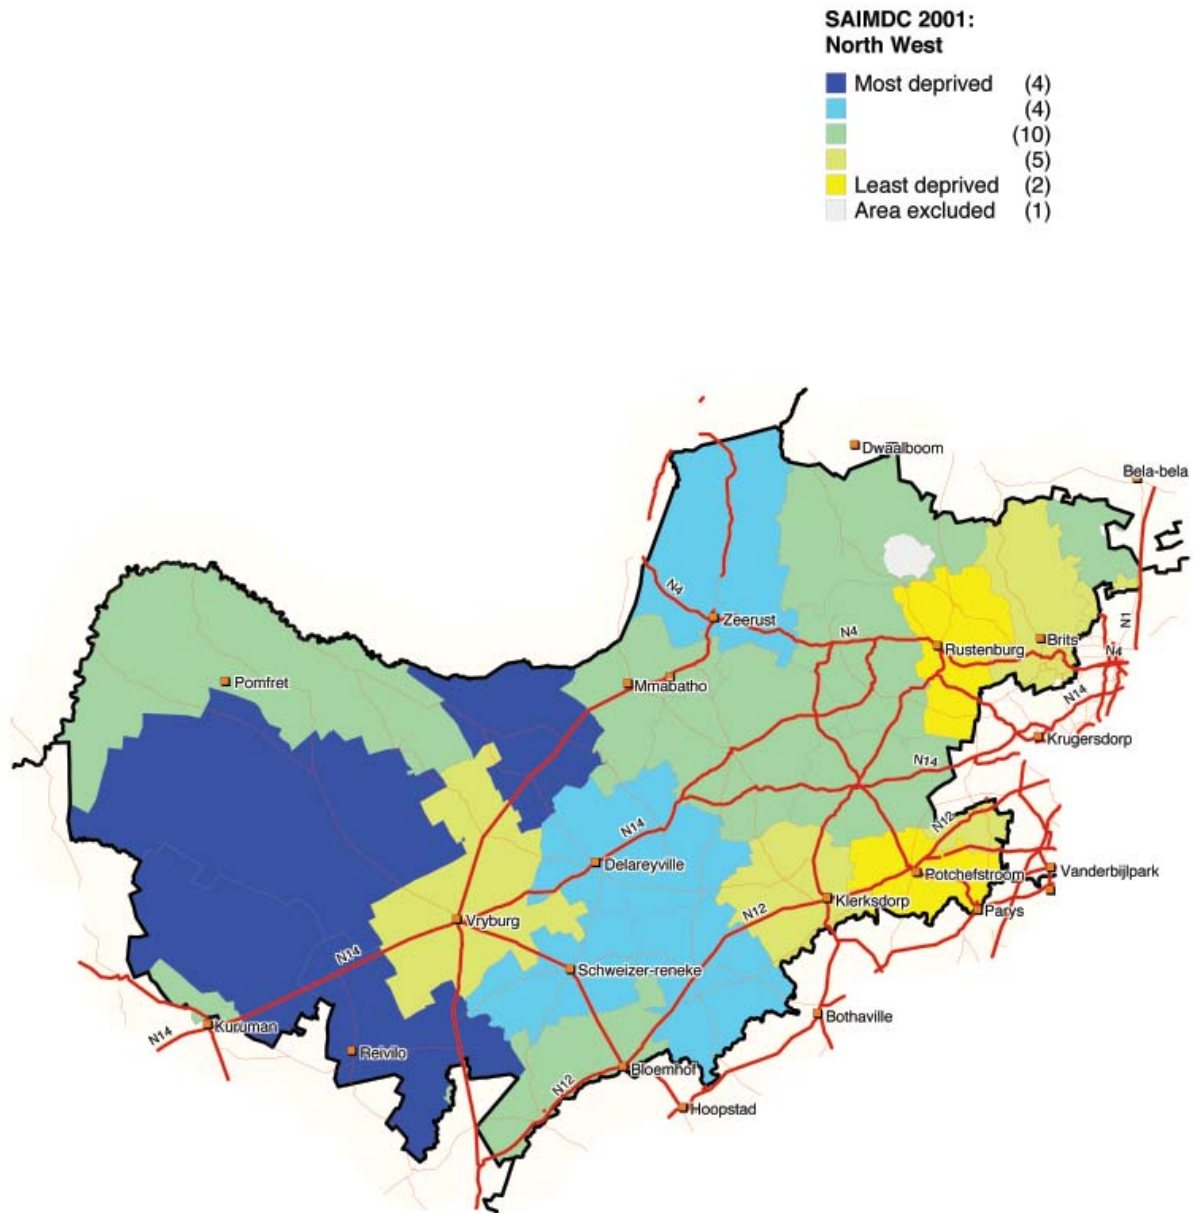 SAIMDC 2001:
North West
Most deprived (4)
(4)
(10)
(5)
Least deprived (2)
Area excluded (1)
Dwaalboom
Bela-bela
N4
Zeerust
N1
N4
Brits
Rustenburg
N4
Pomfret
Mmabatho
N14
Krugersdorp
N14
N12
N14
Delareyville
Potchefstroom
Vanderbijlpark
Klerksdorp
Parys
N12
Vryburg
N14
Schweizer-reneke
Bothaville
Kuruman
N14
Reivilo
Bloemhof
N12
Hoopstad